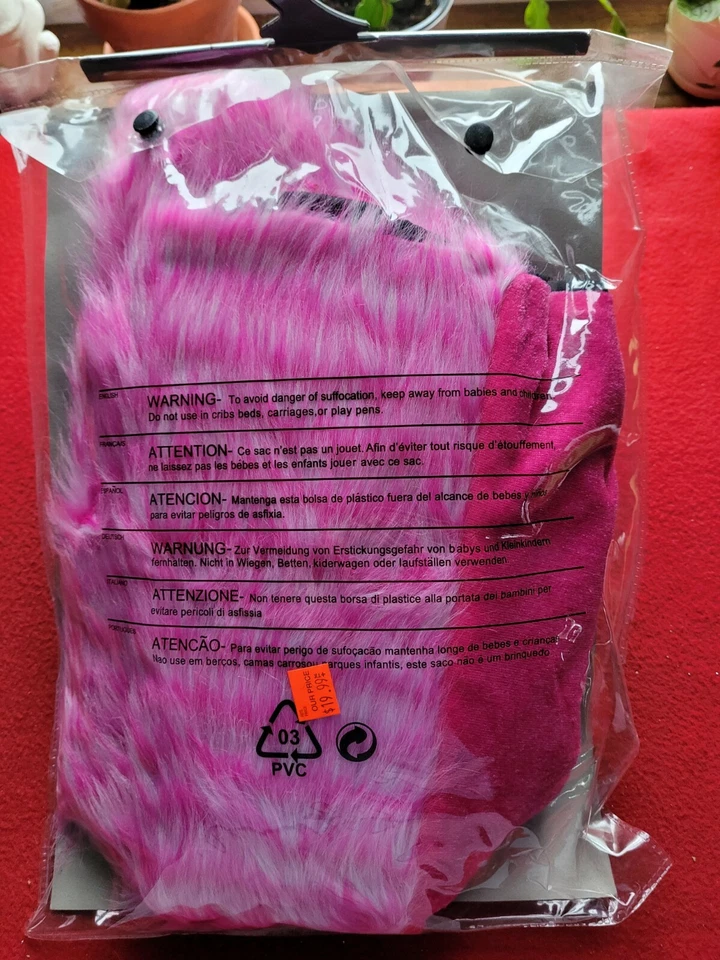 ENGLISH
WARNING- To avoid danger of suffocation, keep away from babies and children.
Do not use in cribs beds, carriages,or play pens.
FRANCAIS
ATTENTION- Ce sac n'est pas un jouet. Afin d'éviter tout risque d'étouffement,
ne laissez pas les bébes et les enfants jouer avec ce sac.
ESPAÑOL
ATENCION- Mantenga esta bolsa de plástico fuera del alcance de bebes y
para evitar peligros de asfixia.
DEUTSCH
WARNUNG- Zur Vermeidung von Erstickungsgefahr von babys und Kleinkindern
fernhalten. Nicht in Wiegen, Betten, kiderwagen oder laufställen verwenden
ITALIANO
ATTENZIONE- Non tenere questa borsa di plastice alla portata dei bambini per
evitare pericoli di asfissia
PORTUGUÊS
ATENCÃO- Para evitar perigo de sufoçacão mantenha longe de bebes e crianças
Nao use em berços, camas carrosou parques infantis, este saco não e um brinquedo
OUR PRICE
$19.99
03
PVC